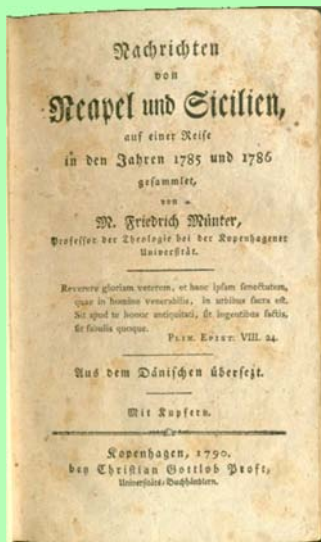 Nachrichten
von
Neapel und Sicilien,
auf einer Reise
in den Jahren 1785 und 1786
gesammlet,
von
M. Friedrich Münter,
Professor der Theologie bei der Kopenhagener
Universität.
Reverere gloriam veterem, et hanc ipsam senectutem,
quae in homine venerabilis, in urbibus sacra est.
Sit apud te honor antiquitati, sit ingentibus factis,
sit fabulis quoque.
PLIN. EPIST: VIII. 24.
Aus dem Dänischen übersezt.
Mit Kupfern.
Kopenhagen, 1790.
bey Christian Gottlob Proft,
Universitäts-Buchhändlern.